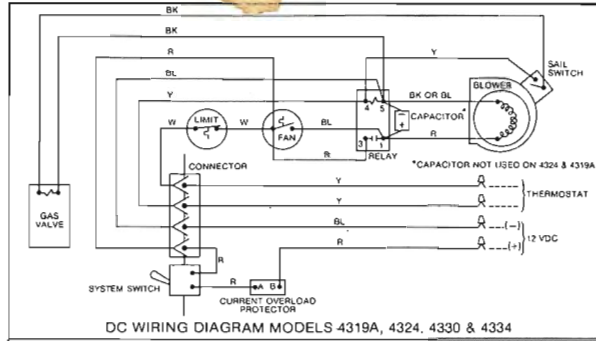 BK
BK
R
Y
SAIL
SWITCH
BL
BLOWER
Y
4 5
BK OR BL
CAPACITOR*
+
LIMIT
W
W
FAN
BL
3 1
R
R
RELAY
*CAPACITOR NOT USED ON 4324 & 4319A
CONNECTOR
Y
THERMOSTAT
Y
GAS
VALVE
BL
(-)
12 VDC
R
(+)
R
SYSTEM SWITCH
R
A B
CURRENT OVERLOAD
PROTECTOR
DC WIRING DIAGRAM MODELS 4319A, 4324, 4330 & 4334